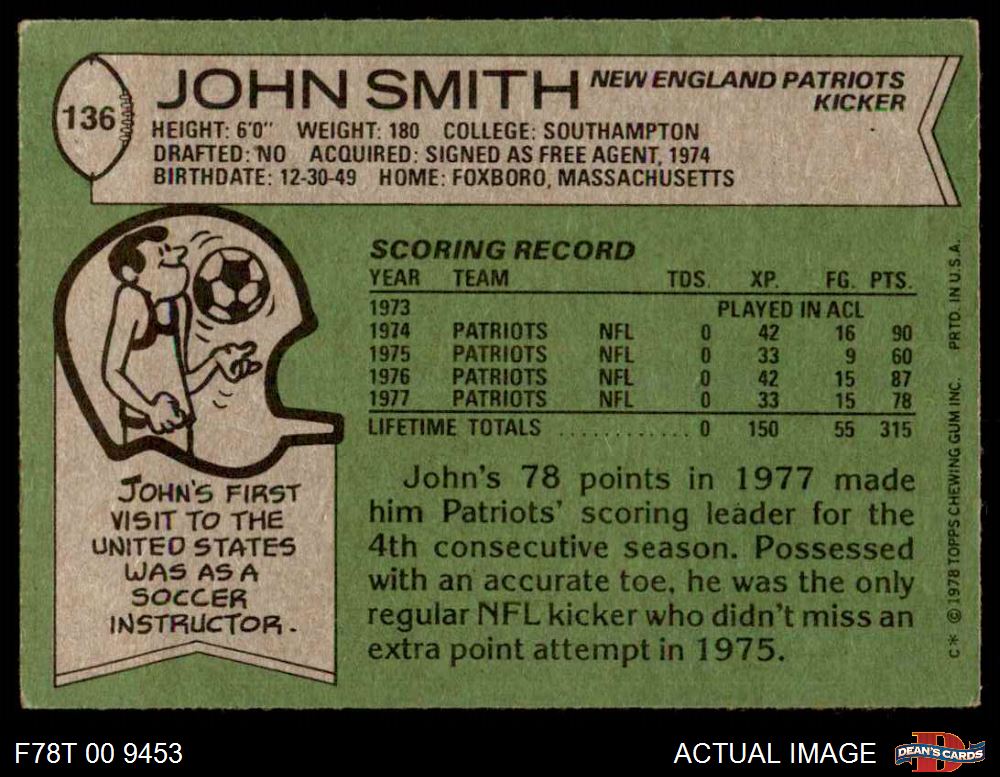 136
JOHN SMITH
NEW ENGLAND PATRIOTS
KICKER
HEIGHT: 6'0" WEIGHT: 180 COLLEGE: SOUTHAMPTON
DRAFTED: NO ACQUIRED: SIGNED AS FREE AGENT, 1974
BIRTHDATE: 12-30-49 HOME: FOXBORO, MASSACHUSETTS
JOHN'S FIRST
VISIT TO THE
UNITED STATES
WAS AS A
SOCCER
INSTRUCTOR.
SCORING RECORD
YEAR TEAM TDS. XP. FG. PTS.
1973 PLAYED IN ACL
1974 PATRIOTS NFL 0 42 16 90
1975 PATRIOTS NFL 0 33 9 60
1976 PATRIOTS NFL 0 42 15 87
1977 PATRIOTS NFL 0 33 15 78
LIFETIME TOTALS ............. 0 150 55 315
John's 78 points in 1977 made
him Patriots' scoring leader for the
4th consecutive season. Possessed
with an accurate toe, he was the only
regular NFL kicker who didn't miss an
extra point attempt in 1975.
C* © 1978 TOPPS CHEWING GUM INC. PRTD. IN U.S.A.
F78T 00 9453
ACTUAL IMAGE
D
DEAN'S CARDS